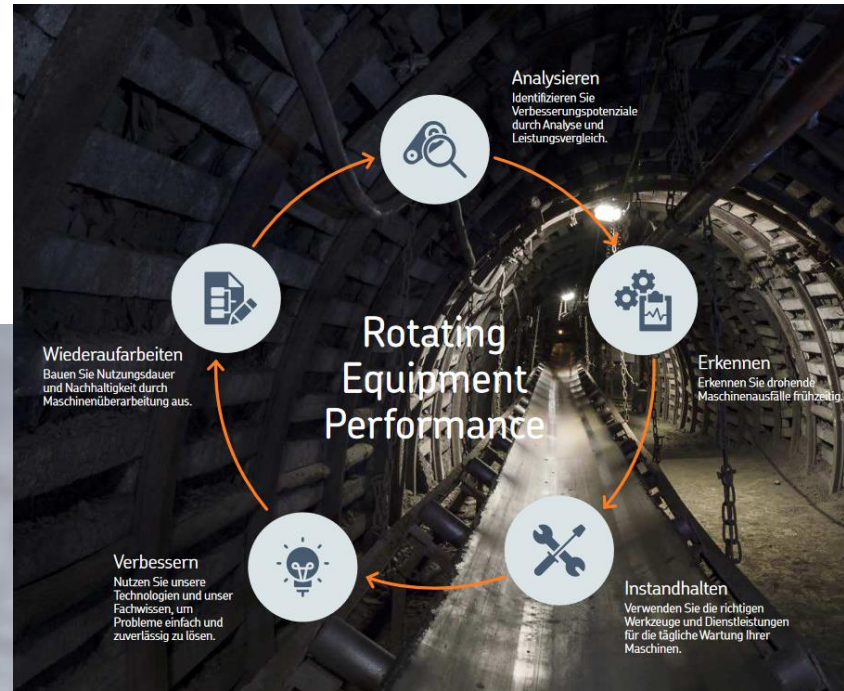 Analysieren
Identifizieren Sie
Verbesserungspotenziale
durch Analyse und
Leistungsvergleich.
Erkennen
Erkennen Sie drohende
Maschinenausfälle frühzeitig.
Instandhalten
Verwenden Sie die richtigen
Werkzeuge und Dienstleistungen
für die tägliche Wartung Ihrer
Maschinen.
Verbessern
Nutzen Sie unsere
Technologien und unser
Fachwissen, um
Probleme einfach und
zuverlässig zu lösen.
Wiederaufarbeiten
Bauen Sie Nutzungsdauer
und Nachhaltigkeit durch
Maschinenüberarbeitung aus.
Rotating
Equipment
Performance